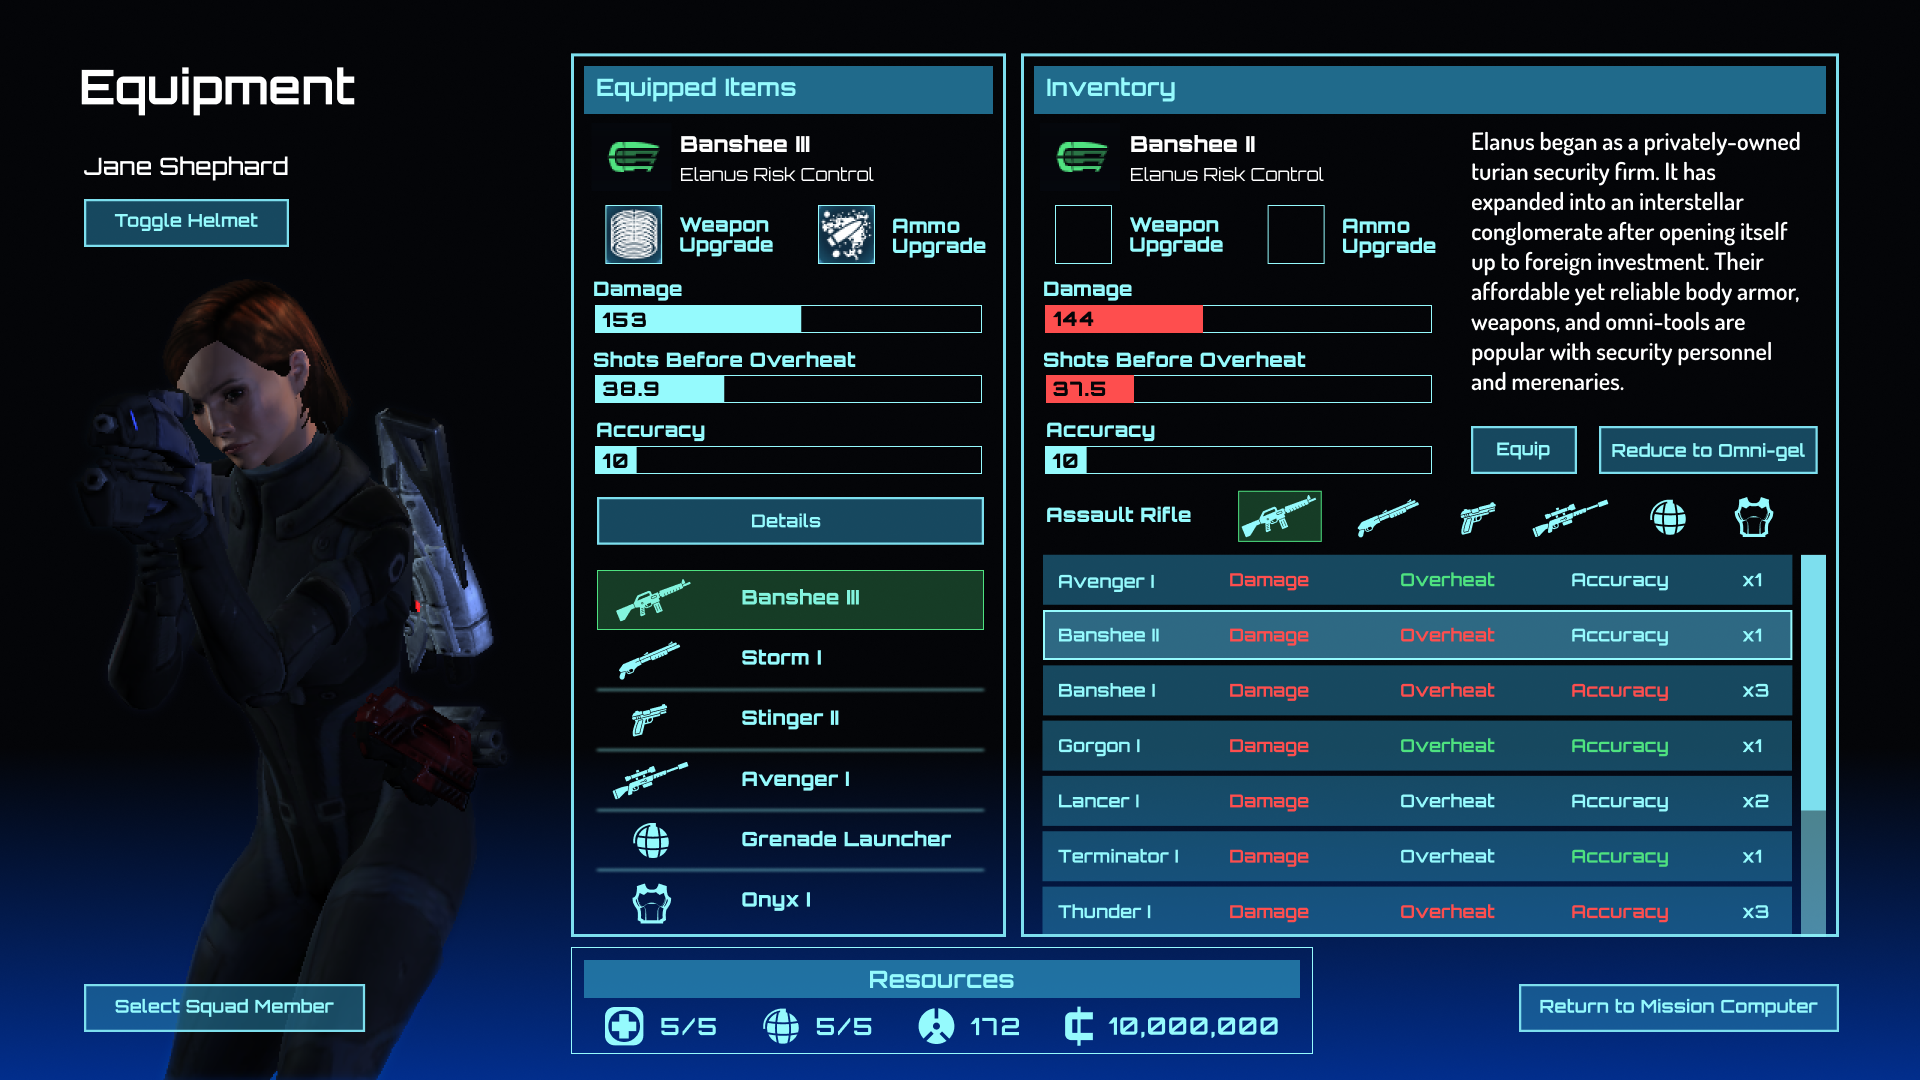 Equipment
Jane Shephard
Toggle Helmet
Select Squad Member
Equipped Items
Banshee III
Elanus Risk Control
Weapon
Upgrade
Ammo
Upgrade
Damage
153
Shots Before Overheat
38.9
Accuracy
10
Details
Banshee III
Storm I
Stinger II
Avenger I
Grenade Launcher
Onyx I
Inventory
Banshee II
Elanus Risk Control
Weapon
Upgrade
Ammo
Upgrade
Damage
144
Shots Before Overheat
37.5
Accuracy
10
Elanus began as a privately-owned
turian security firm. It has
expanded into an interstellar
conglomerate after opening itself
up to foreign investment. Their
affordable yet reliable body armor,
weapons, and omni-tools are
popular with security personnel
and merenaries.
Equip
Reduce to Omni-gel
Assault Rifle
Avenger I Damage Overheat Accuracy x1
Banshee II Damage Overheat Accuracy x1
Banshee I Damage Overheat Accuracy x3
Gorgon I Damage Overheat Accuracy x1
Lancer I Damage Overheat Accuracy x2
Terminator I Damage Overheat Accuracy x1
Thunder I Damage Overheat Accuracy x3
Resources
5/5 5/5 172 10,000,000
Return to Mission Computer